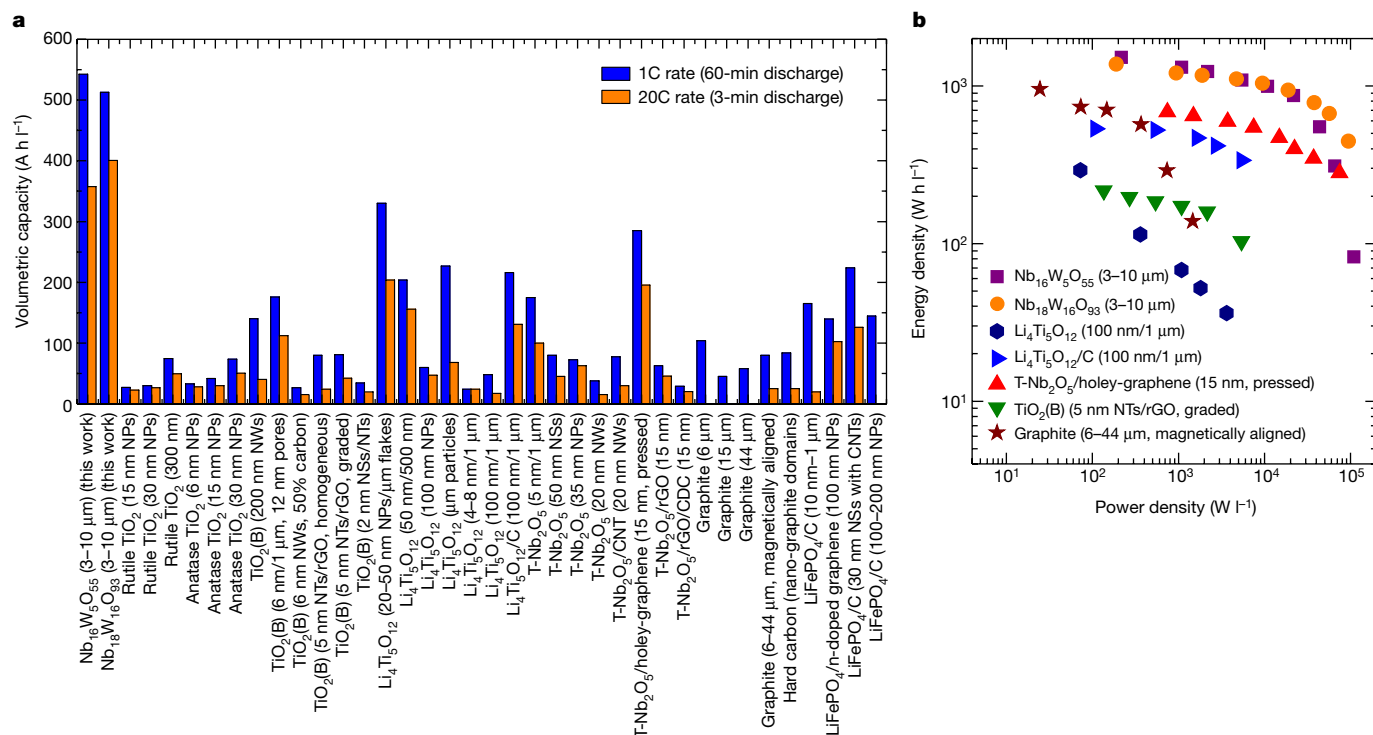 a
Volumetric capacity (A h l⁻¹)
600
500
400
300
200
100
0
1C rate (60-min discharge)
20C rate (3-min discharge)
Nb₁₆W₅O₅₅ (3–10 μm) (this work)
Nb₁₈W₁₆O₉₃ (3–10 μm) (this work)
Rutile TiO₂ (15 nm NPs)
Rutile TiO₂ (30 nm NPs)
Rutile TiO₂ (300 nm)
Anatase TiO₂ (6 nm NPs)
Anatase TiO₂ (15 nm NPs)
Anatase TiO₂ (30 nm NPs)
TiO₂(B) (200 nm NWs)
TiO₂(B) (6 nm/1 μm, 12 nm pores)
TiO₂(B) (6 nm NWs, 50% carbon)
TiO₂(B) (5 nm NTs/rGO, homogeneous)
TiO₂(B) (5 nm NTs/rGO, graded)
TiO₂(B) (2 nm NSs/NTs)
Li₄Ti₅O₁₂ (20–50 nm NPs/μm flakes)
Li₄Ti₅O₁₂ (50 nm/500 nm)
Li₄Ti₅O₁₂ (100 nm NPs)
Li₄Ti₅O₁₂ (μm particles)
Li₄Ti₅O₁₂ (4–8 nm/1 μm)
Li₄Ti₅O₁₂ (100 nm/1 μm)
Li₄Ti₅O₁₂/C (100 nm/1 μm)
T-Nb₂O₅ (5 nm/1 μm)
T-Nb₂O₅ (50 nm NSs)
T-Nb₂O₅ (35 nm NPs)
T-Nb₂O₅ (20 nm NWs)
T-Nb₂O₅/CNT (20 nm NWs)
T-Nb₂O₅/holey-graphene (15 nm, pressed)
T-Nb₂O₅/rGO (15 nm)
T-Nb₂O₅/rGO/CDC (15 nm)
Graphite (6 μm)
Graphite (15 μm)
Graphite (44 μm)
Graphite (6–44 μm, magnetically aligned)
Hard carbon (nano-graphite domains)
LiFePO₄/C (10 nm–1 μm)
LiFePO₄/n-doped graphene (100 nm NPs)
LiFePO₄/C (30 nm NSs with CNTs)
LiFePO₄/C (100–200 nm NPs)
b
Energy density (W h l⁻¹)
10³
10²
10¹
Nb₁₆W₅O₅₅ (3–10 μm)
Nb₁₈W₁₆O₉₃ (3–10 μm)
Li₄Ti₅O₁₂ (100 nm/1 μm)
Li₄Ti₅O₁₂/C (100 nm/1 μm)
T-Nb₂O₅/holey-graphene (15 nm, pressed)
TiO₂(B) (5 nm NTs/rGO, graded)
Graphite (6–44 μm, magnetically aligned)
10¹ 10² 10³ 10⁴ 10⁵
Power density (W l⁻¹)